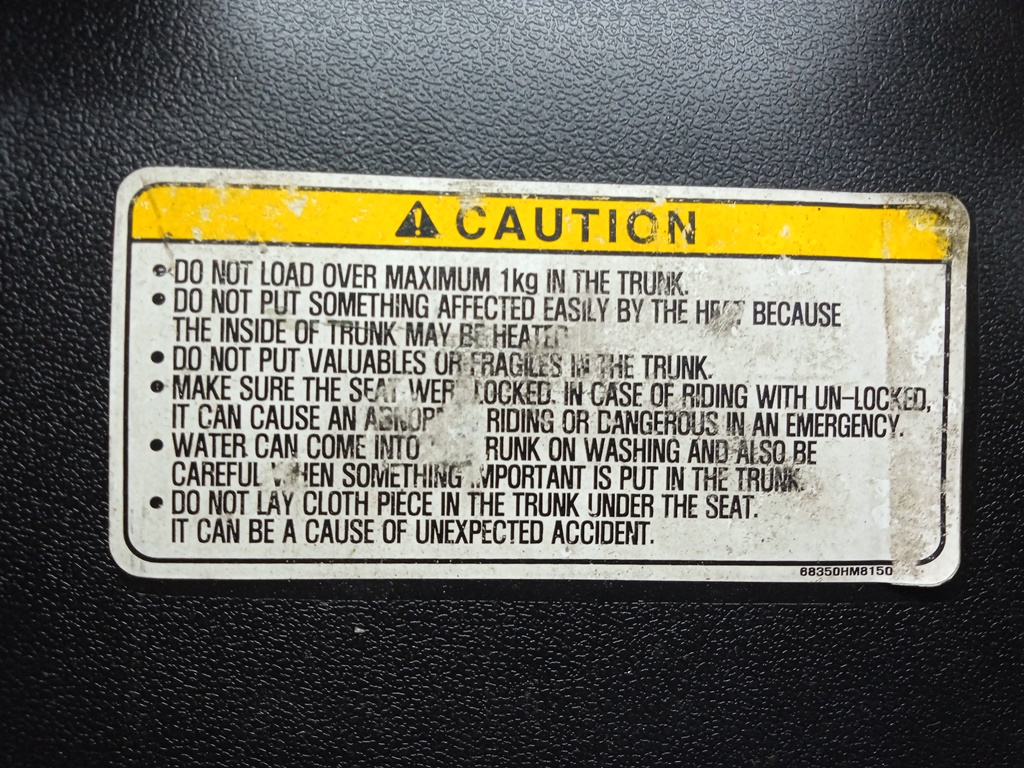 CAUTION
• DO NOT LOAD OVER MAXIMUM 1kg IN THE TRUNK.
• DO NOT PUT SOMETHING AFFECTED EASILY BY THE HEAT BECAUSE
THE INSIDE OF TRUNK MAY BE HEATED
• DO NOT PUT VALUABLES OR FRAGILES IN THE TRUNK.
• MAKE SURE THE SEAT WERE LOCKED. IN CASE OF RIDING WITH UN-LOCKED,
IT CAN CAUSE AN RIDING OR DANGEROUS IN AN EMERGENCY.
• WATER CAN COME INTO TRUNK ON WASHING AND ALSO BE
CAREFUL WHEN SOMETHING IMPORTANT IS PUT IN THE TRUNK.
• DO NOT LAY CLOTH PIECE IN THE TRUNK UNDER THE SEAT.
IT CAN BE A CAUSE OF UNEXPECTED ACCIDENT.
68350HM8150